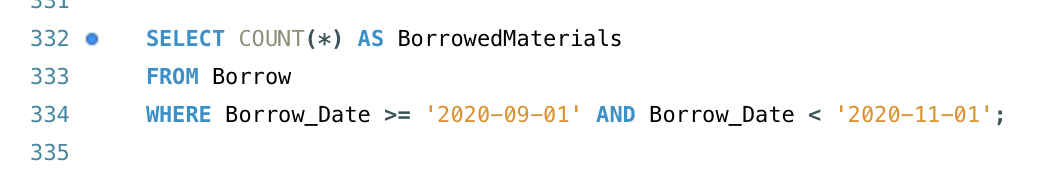 331
332 SELECT COUNT(*) AS BorrowedMaterials
333 FROM Borrow
334 WHERE Borrow_Date >= '2020-09-01' AND Borrow_Date < '2020-11-01';
335